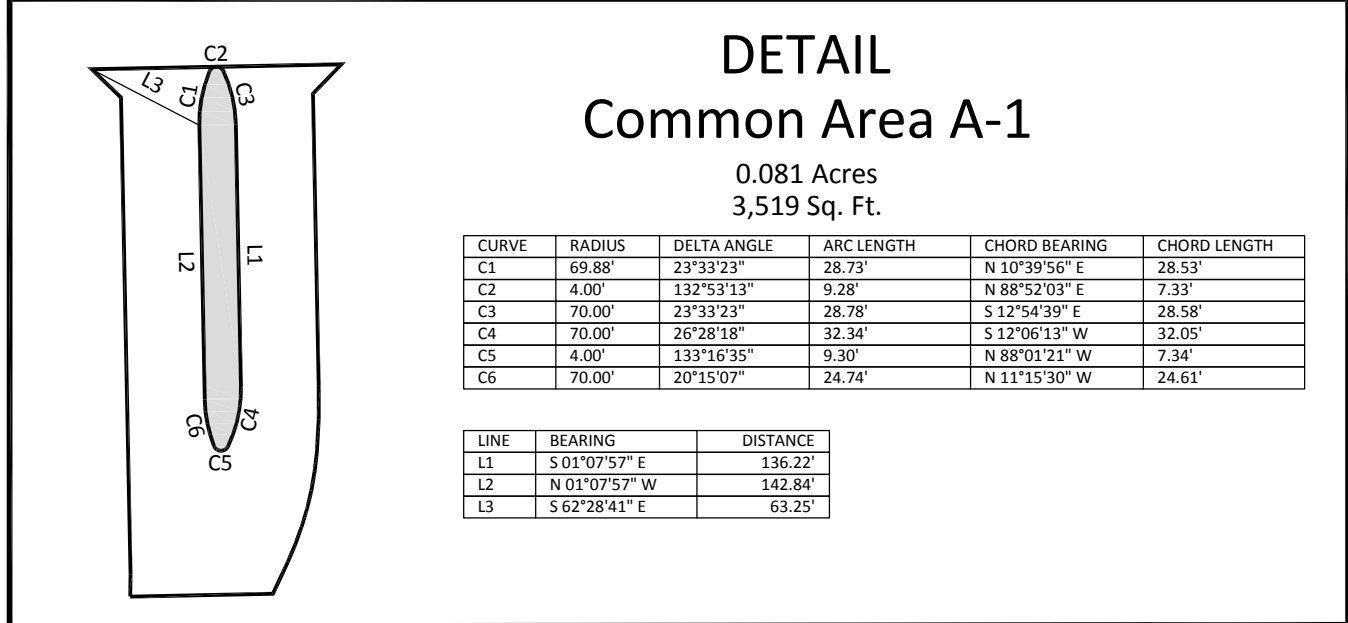 DETAIL
Common Area A-1
0.081 Acres
3,519 Sq. Ft.
C2
L3
C1
C3
L2
L1
C6
C4
C5
CURVE RADIUS DELTA ANGLE ARC LENGTH CHORD BEARING CHORD LENGTH
C1 69.88' 23°33'23" 28.73' N 10°39'56" E 28.53'
C2 4.00' 132°53'13" 9.28' N 88°52'03" E 7.33'
C3 70.00' 23°33'23" 28.78' S 12°54'39" E 28.58'
C4 70.00' 26°28'18" 32.34' S 12°06'13" W 32.05'
C5 4.00' 133°16'35" 9.30' N 88°01'21" W 7.34'
C6 70.00' 20°15'07" 24.74' N 11°15'30" W 24.61'
LINE BEARING DISTANCE
L1 S 01°07'57" E 136.22'
L2 N 01°07'57" W 142.84'
L3 S 62°28'41" E 63.25'